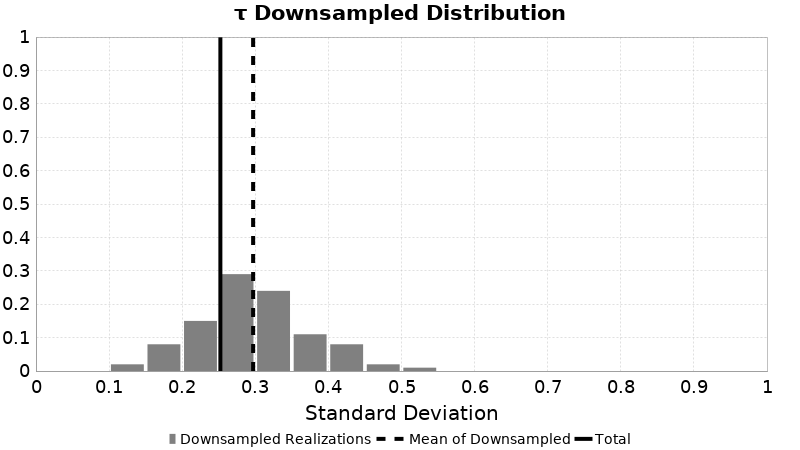 τ Downsampled Distribution
1
0.9
0.8
0.7
0.6
0.5
0.4
0.3
0.2
0.1
0
0 0.1 0.2 0.3 0.4 0.5 0.6 0.7 0.8 0.9 1
Standard Deviation
Downsampled Realizations Mean of Downsampled Total